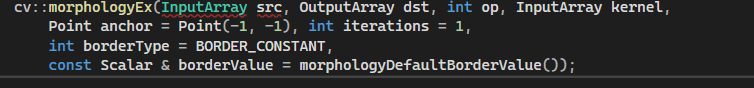 cv::morphologyEx(InputArray src, OutputArray dst, int op, InputArray kernel,
Point anchor = Point(-1, -1), int iterations = 1,
int borderType = BORDER_CONSTANT,
const Scalar & borderValue = morphologyDefaultBorderValue());